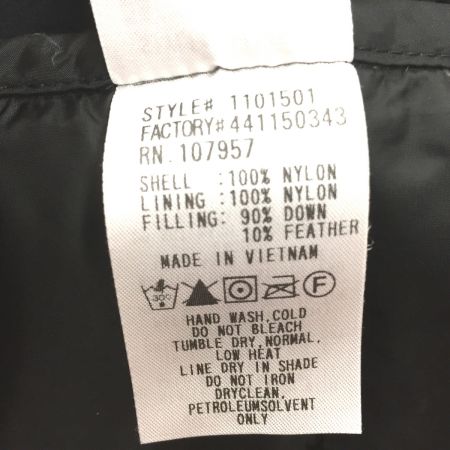 STYLE# 1101501
FACTORY#441150343
RN. 107957
SHELL :100% NYLON
LINING :100% NYLON
FILLING: 90% DOWN
10% FEATHER
MADE IN VIETNAM
30° F
HAND WASH,COLD
DO NOT BLEACH
TUMBLE DRY,NORMAL,
LOW HEAT
LINE DRY IN SHADE
DO NOT IRON
DRYCLEAN,
PETROLEUMSOLVENT
ONLY